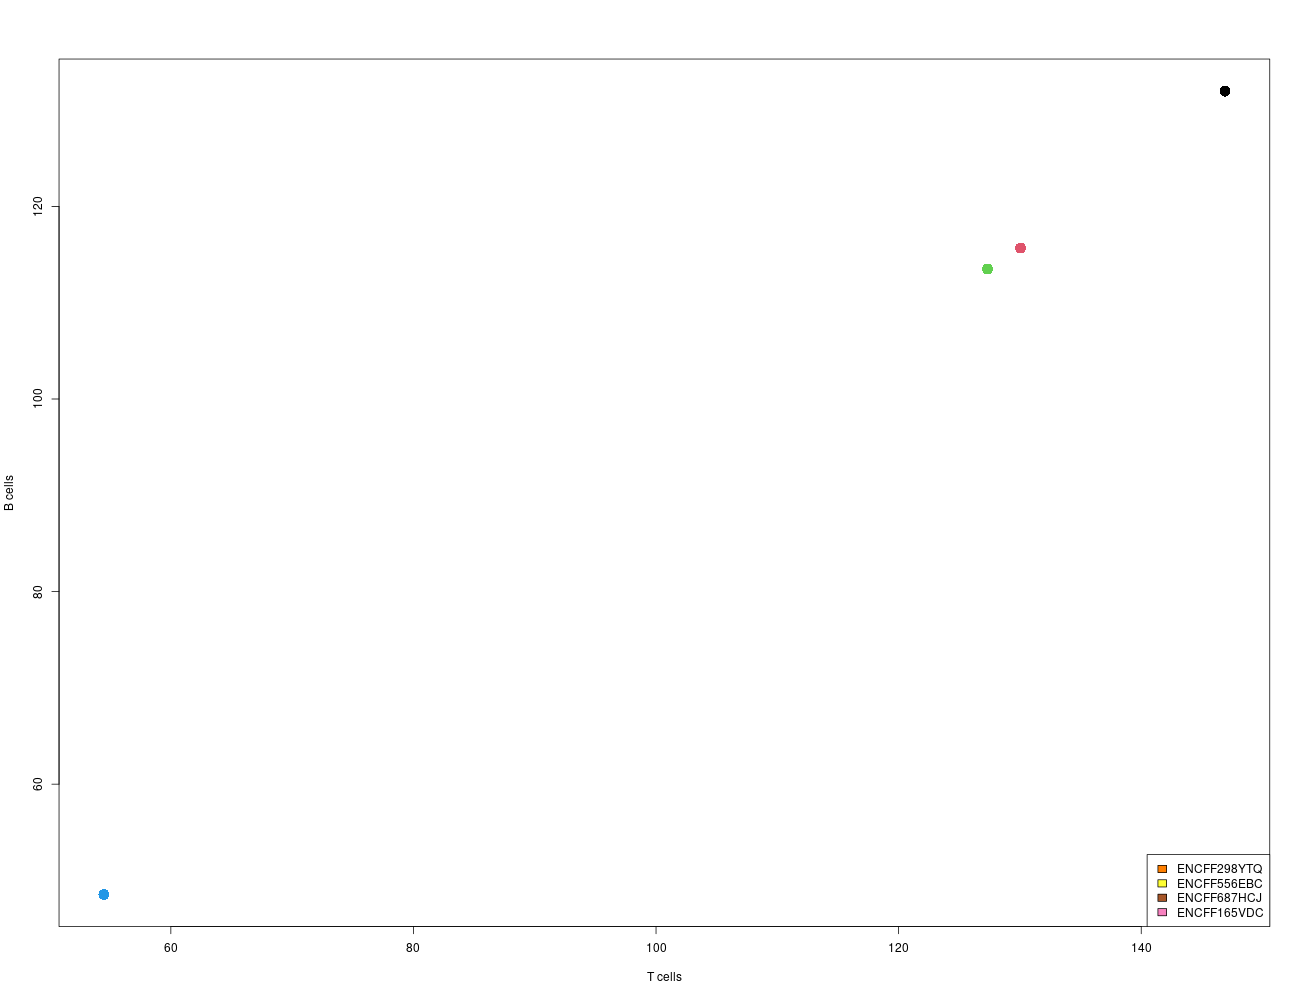 120
100
80
60
B cells
60 80 100 120 140
T cells
ENCFF298YTQ
ENCFF556EBC
ENCFF687HCJ
ENCFF165VDC